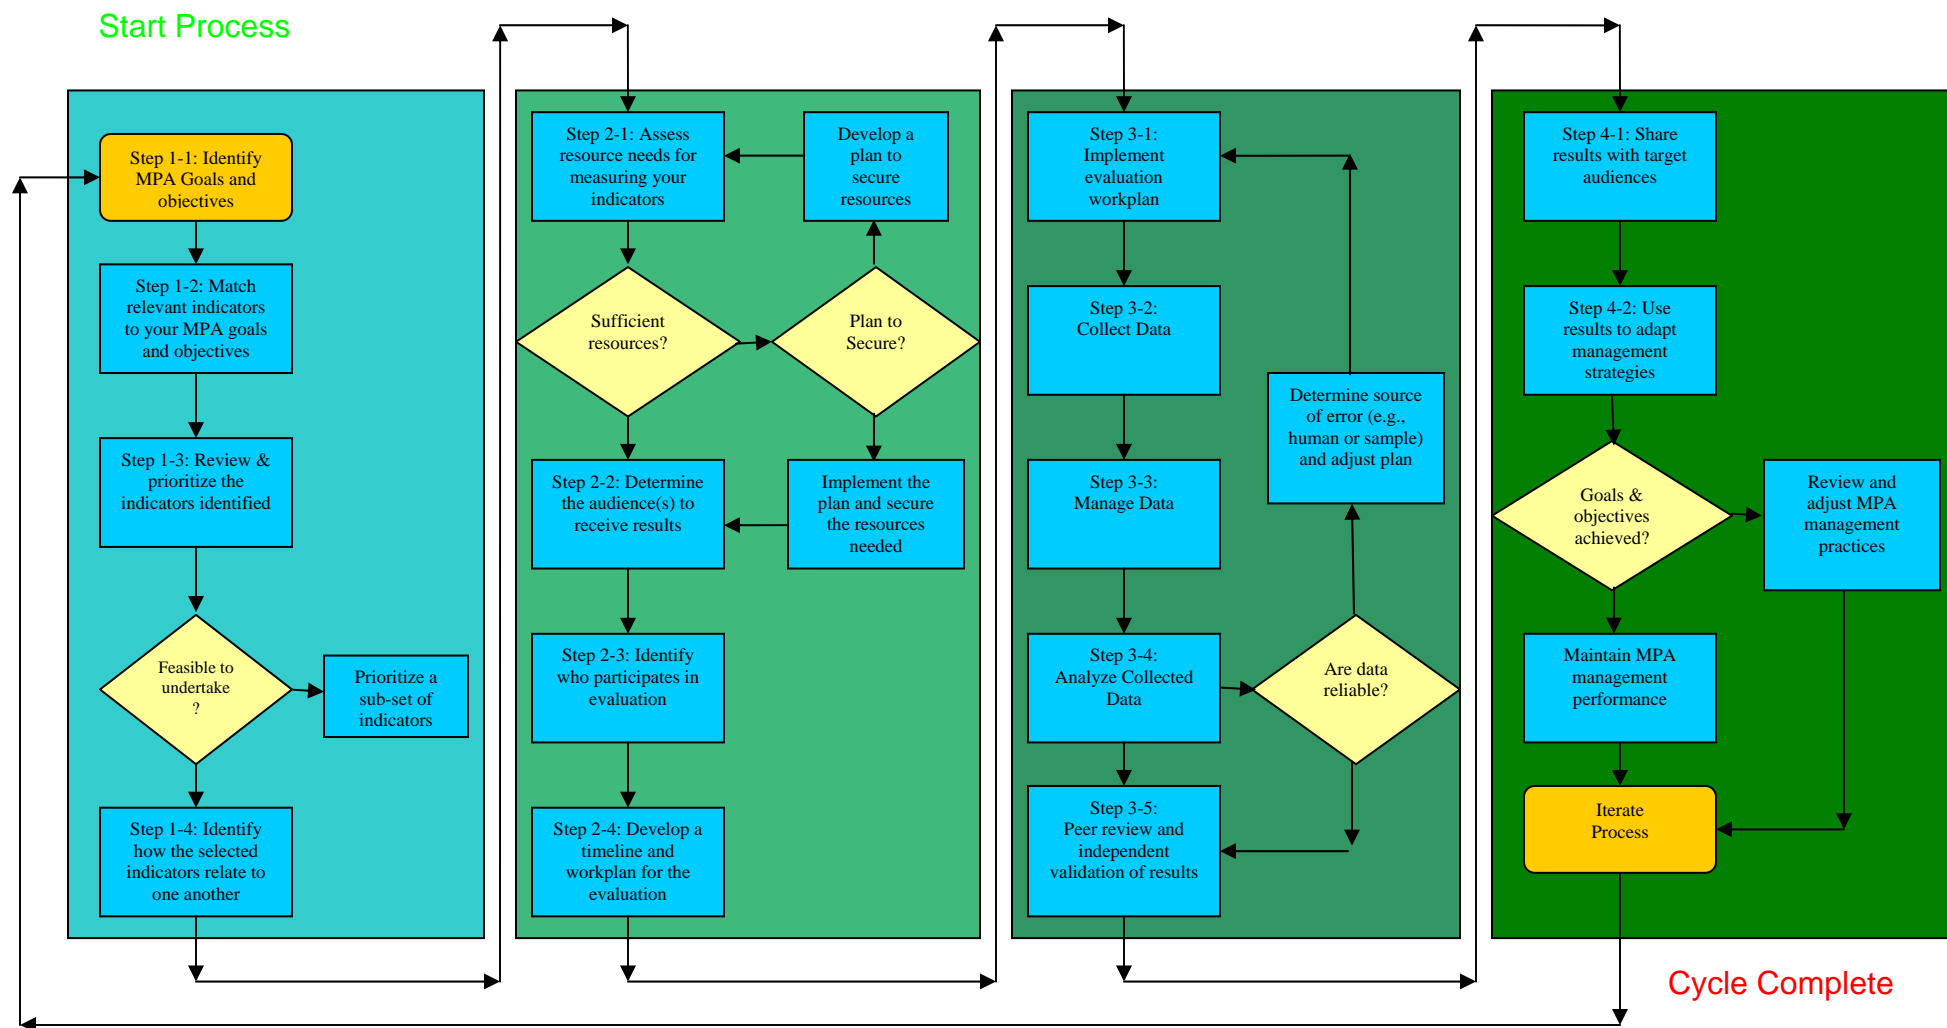 Start Process
Step 1-1: Identify
MPA Goals and
objectives
Step 1-2: Match
relevant indicators
to your MPA goals
and objectives
Step 1-3: Review &
prioritize the
indicators identified
Feasible to
undertake
?
Prioritize a
sub-set of
indicators
Step 1-4: Identify
how the selected
indicators relate to
one another
Step 2-1: Assess
resource needs for
measuring your
indicators
Develop a
plan to
secure
resources
Sufficient
resources?
Plan to
Secure?
Step 2-2: Determine
the audience(s) to
receive results
Implement the
plan and secure
the resources
needed
Step 2-3: Identify
who participates in
evaluation
Step 2-4: Develop a
timeline and
workplan for the
evaluation
Step 3-1:
Implement
evaluation
workplan
Step 3-2:
Collect Data
Determine source
of error (e.g.,
human or sample)
and adjust plan
Step 3-3:
Manage Data
Step 3-4:
Analyze Collected
Data
Are data
reliable?
Step 3-5:
Peer review and
independent
validation of results
Step 4-1: Share
results with target
audiences
Step 4-2: Use
results to adapt
management
strategies
Goals &
objectives
achieved?
Review and
adjust MPA
management
practices
Maintain MPA
management
performance
Iterate
Process
Cycle Complete